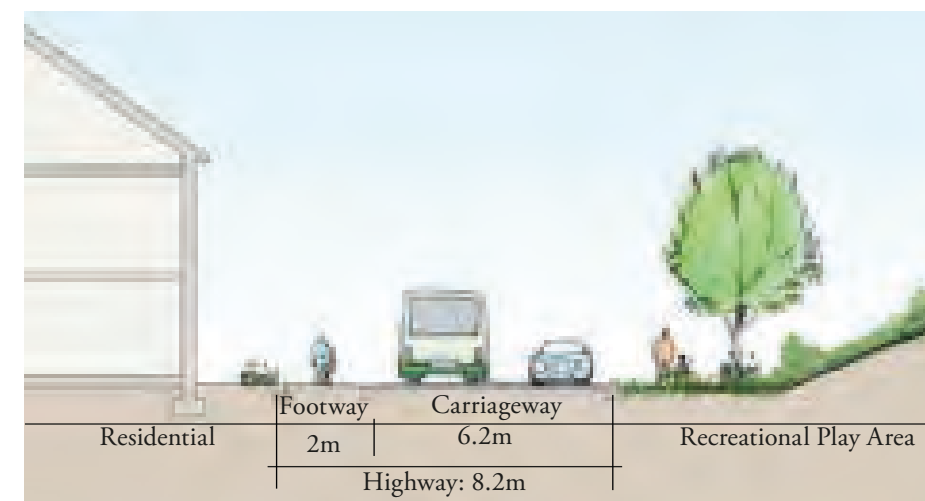 Footway
Carriageway
Residential
2m
6.2m
Recreational Play Area
Highway: 8.2m